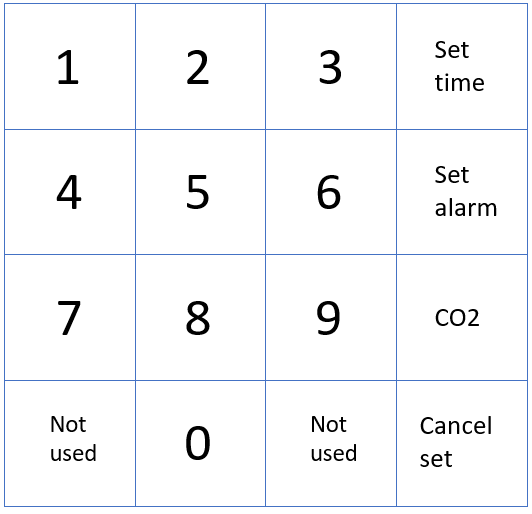 1 2 3 Set
time
4 5 6 Set
alarm
7 8 9 CO2
Not
used
0
Not
used
Cancel
set